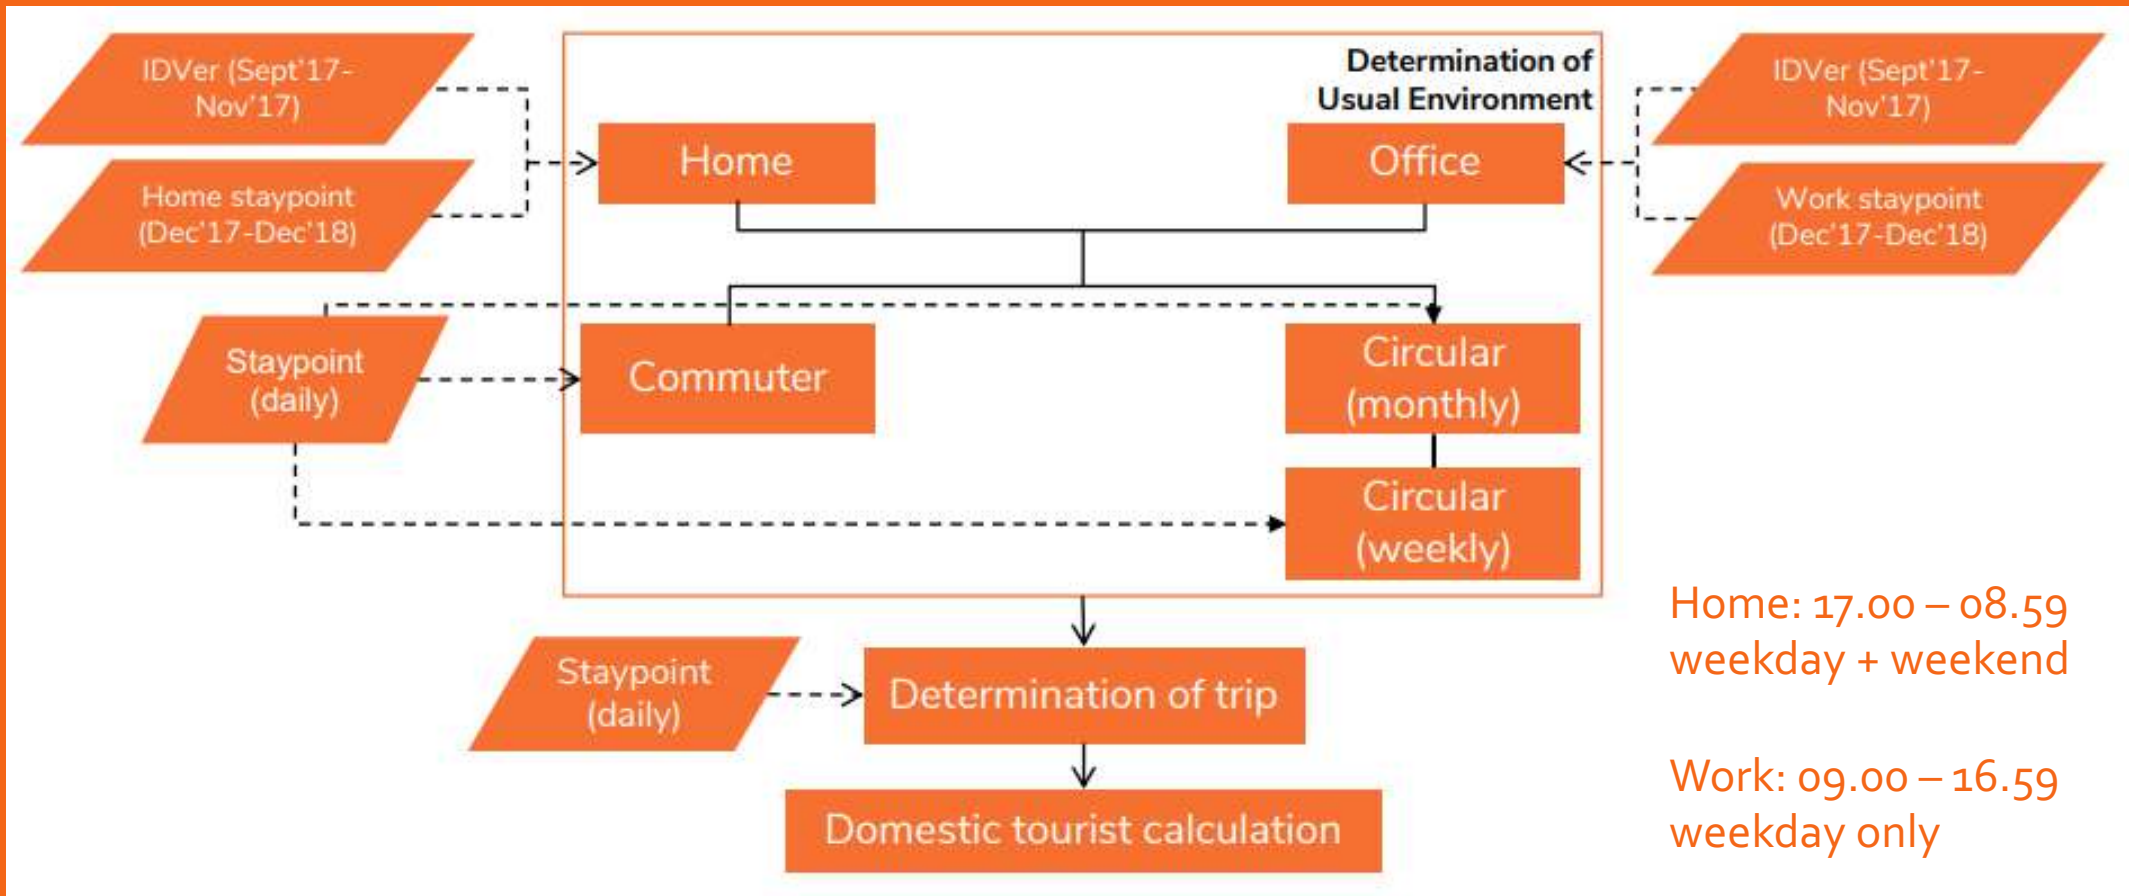 IDVer (Sept'17-
Nov'17)
Determination of
Usual Environment
IDVer (Sept'17-
Nov'17)
Home
Office
Home staypoint
(Dec'17-Dec'18)
Work staypoint
(Dec'17-Dec'18)
Staypoint
(daily)
Commuter
Circular
(monthly)
Circular
(weekly)
Home: 17.00 – 08.59
weekday + weekend
Staypoint
(daily)
Determination of trip
Work: 09.00 – 16.59
weekday only
Domestic tourist calculation